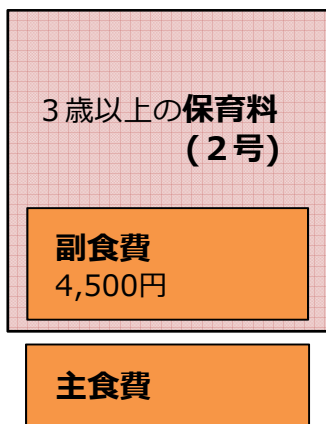 ３歳以上の保育料
(２号)
副食費
4,500円
主食費